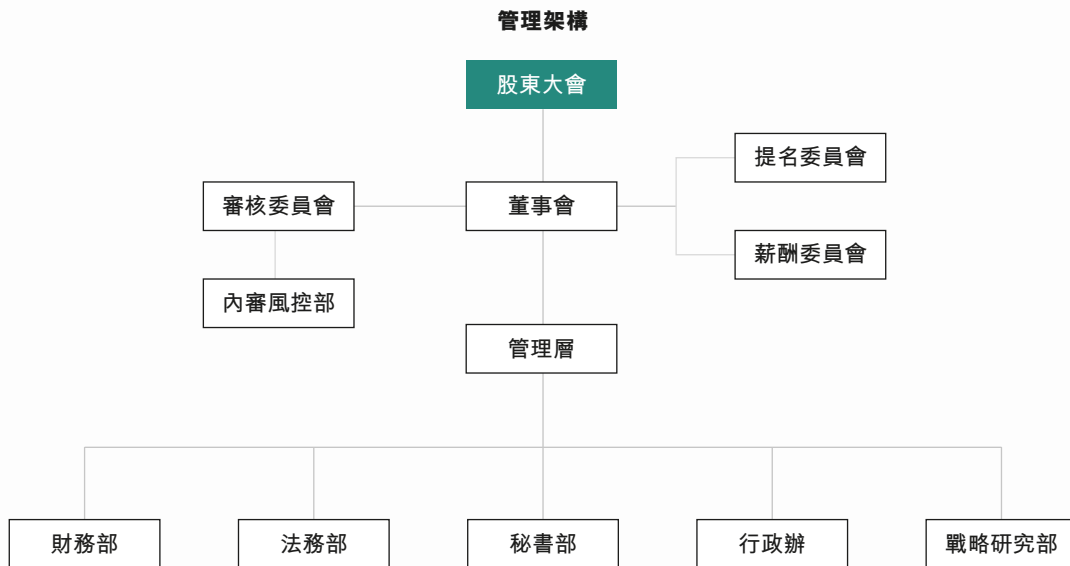 管理架構
股東大會
提名委員會
審核委員會
董事會
薪酬委員會
內審風控部
管理層
財務部
法務部
秘書部
行政辦
戰略研究部